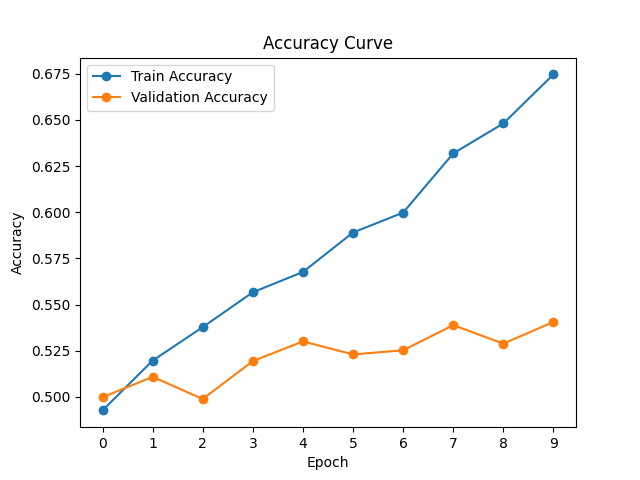 Accuracy Curve
Train Accuracy
Validation Accuracy
0.675
0.650
0.625
0.600
0.575
0.550
0.525
0.500
Accuracy
0 1 2 3 4 5 6 7 8 9
Epoch